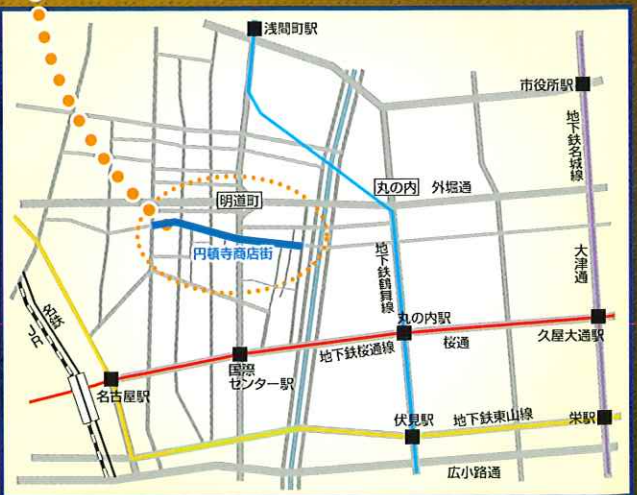 浅間町駅
市役所駅
地下鉄名城線
丸の内
外堀通
明道町
円頓寺商店街
地下鉄鶴舞線
大津通
名鉄
JR
丸の内駅
久屋大通駅
地下鉄桜通線
桜通
国際
センター駅
名古屋駅
伏見駅
地下鉄東山線
栄駅
広小路通